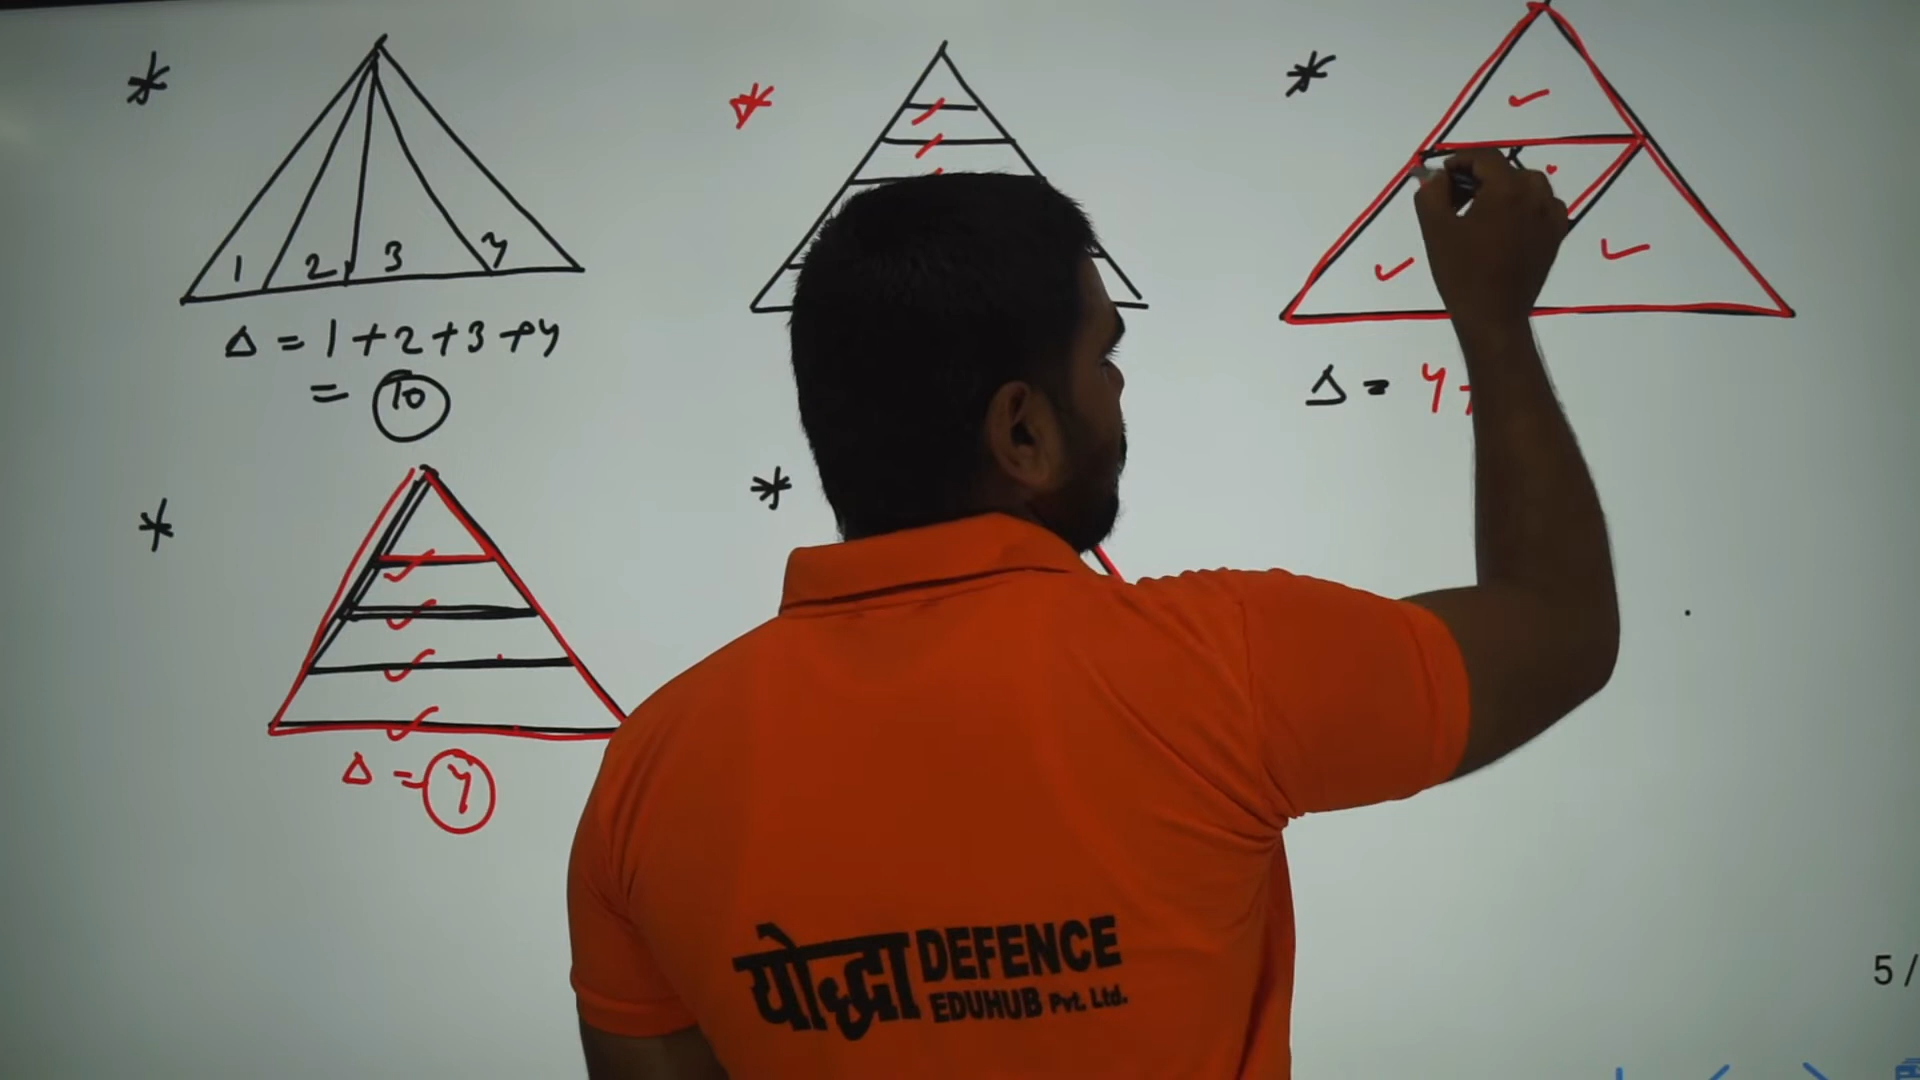 1 2 3 4
Δ = 1+2+3+4
= 10
Δ = 4+
Δ = 4
योद्धा DEFENCE
EDUHUB Pvt. Ltd.
5 /